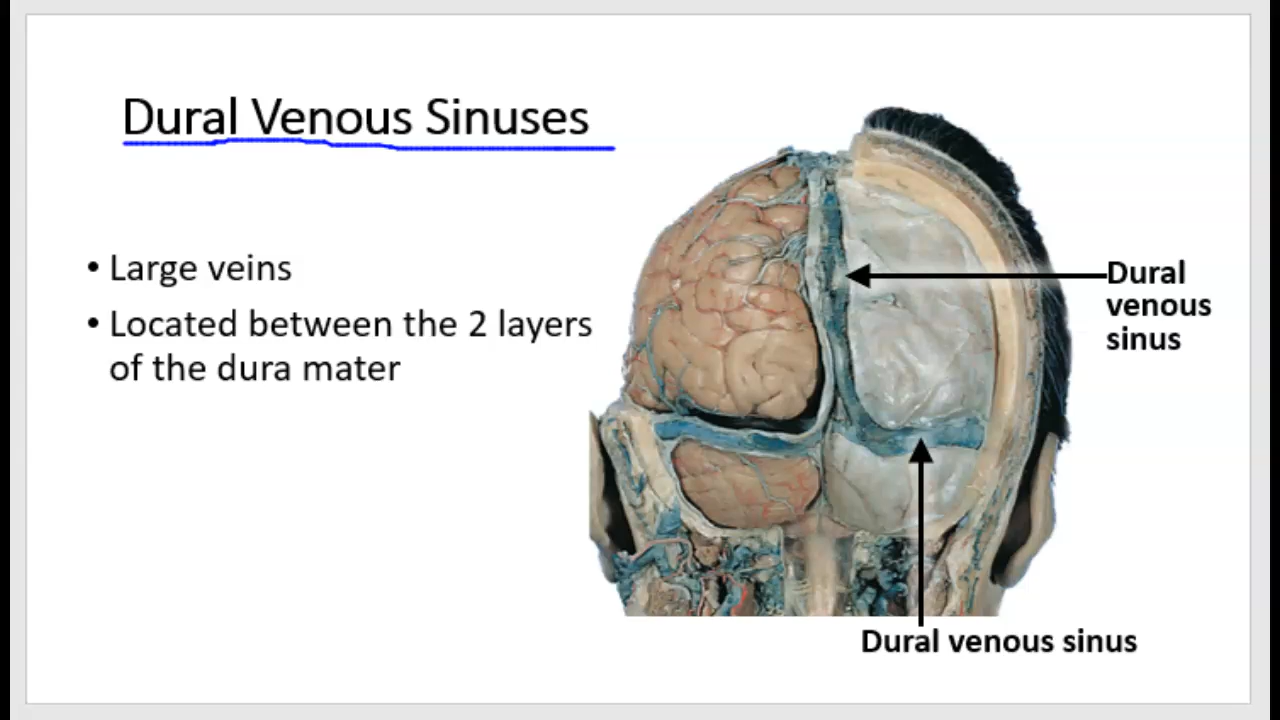 Dural Venous Sinuses
• Large veins
• Located between the 2 layers
of the dura mater
Dural
venous
sinus
Dural venous sinus